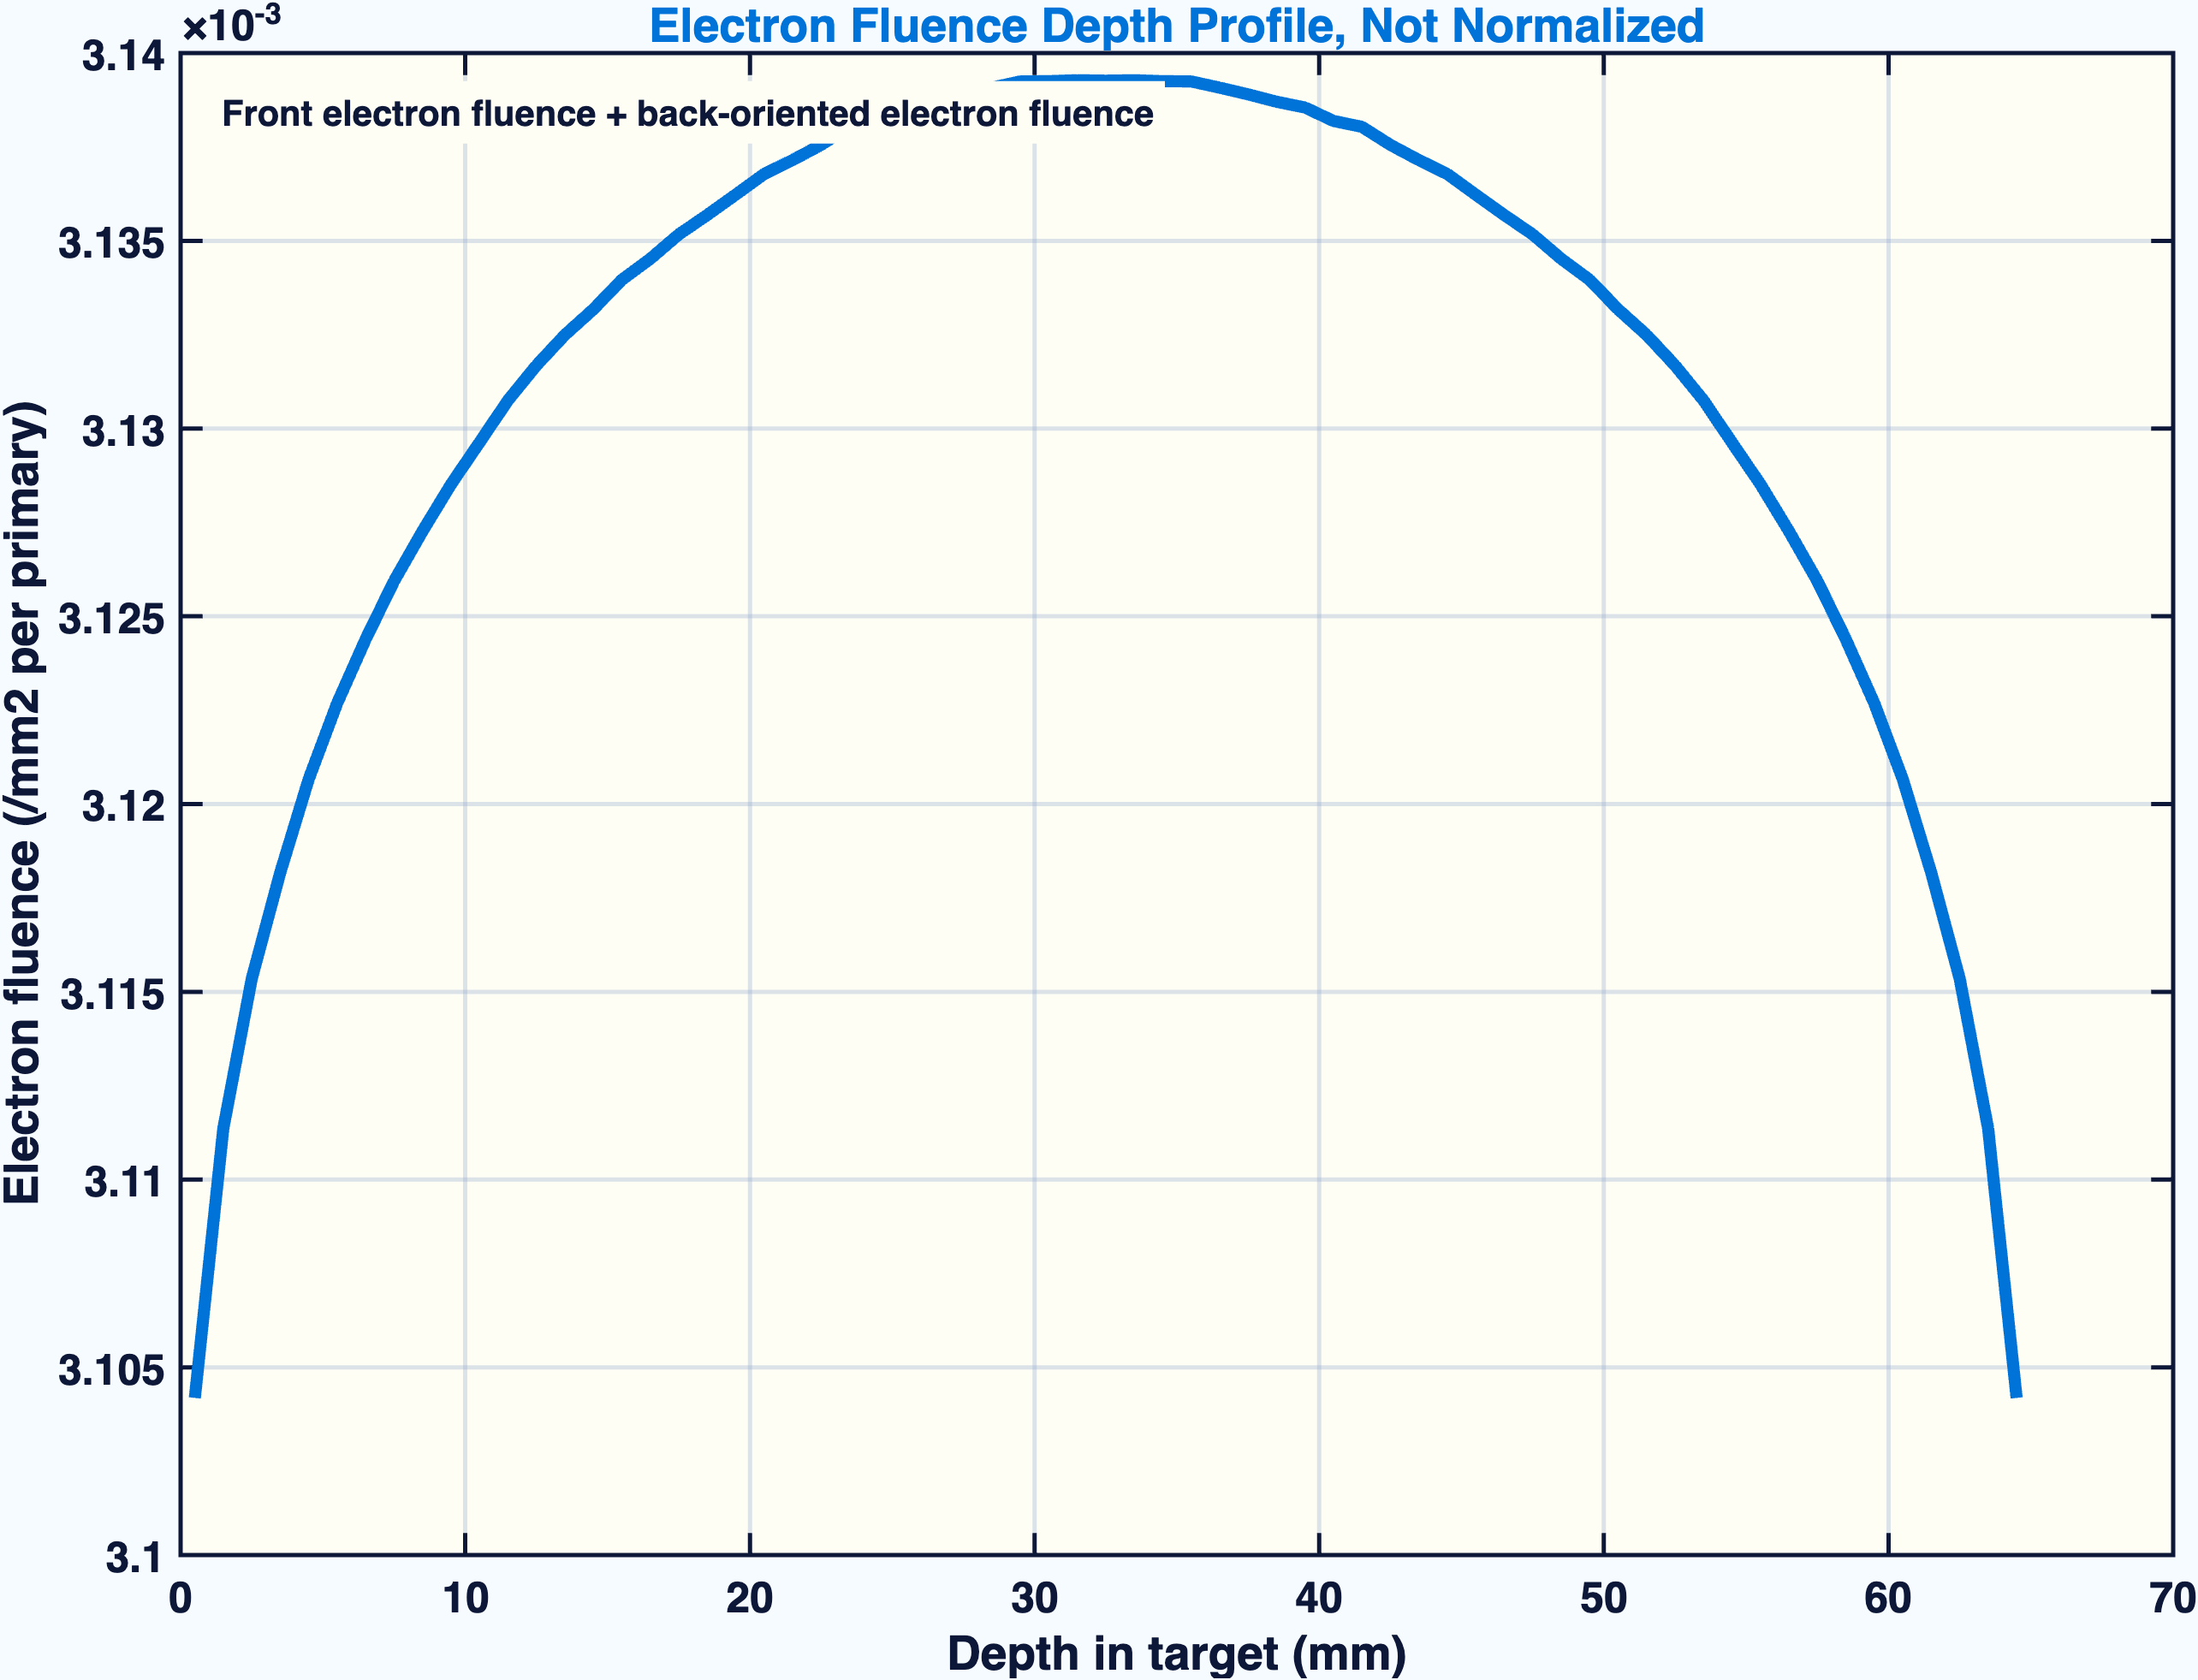 ×10-3
Electron Fluence Depth Profile, Not Normalized
3.14
Front electron fluence + back-oriented electron fluence
3.135
3.13
3.125
3.12
3.115
3.11
3.105
3.1
Electron fluence (/mm2 per primary)
0 10 20 30 40 50 60 70
Depth in target (mm)